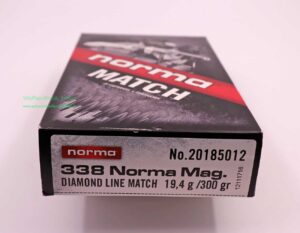 norma
MATCH
norma
No.20185012
338 Norma Mag.
DIAMOND LINE MATCH 19,4 g /300 gr